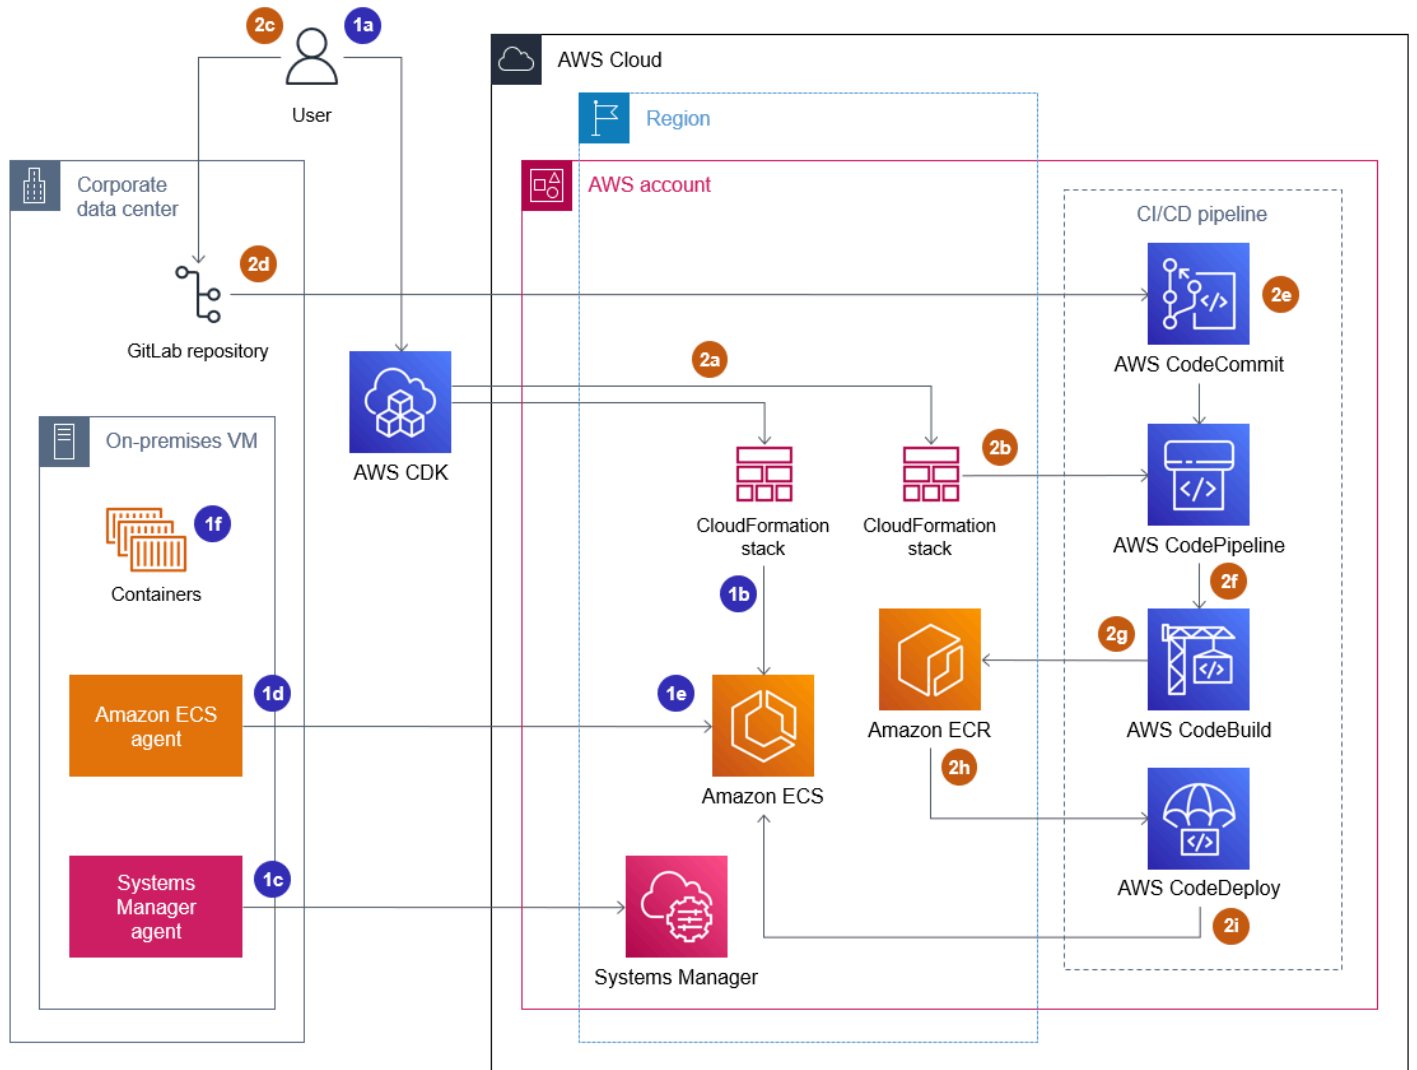 2c
1a
User
AWS Cloud
Region
Corporate
data center
AWS account
CI/CD pipeline
2d
GitLab repository
2e
AWS CodeCommit
2a
AWS CDK
On-premises VM
1f
Containers
CloudFormation
stack
CloudFormation
stack
2b
AWS CodePipeline
2f
1b
2g
AWS CodeBuild
Amazon ECR
2h
Amazon ECS
agent
1d
1e
Amazon ECS
AWS CodeDeploy
2i
Systems
Manager
agent
1c
Systems Manager